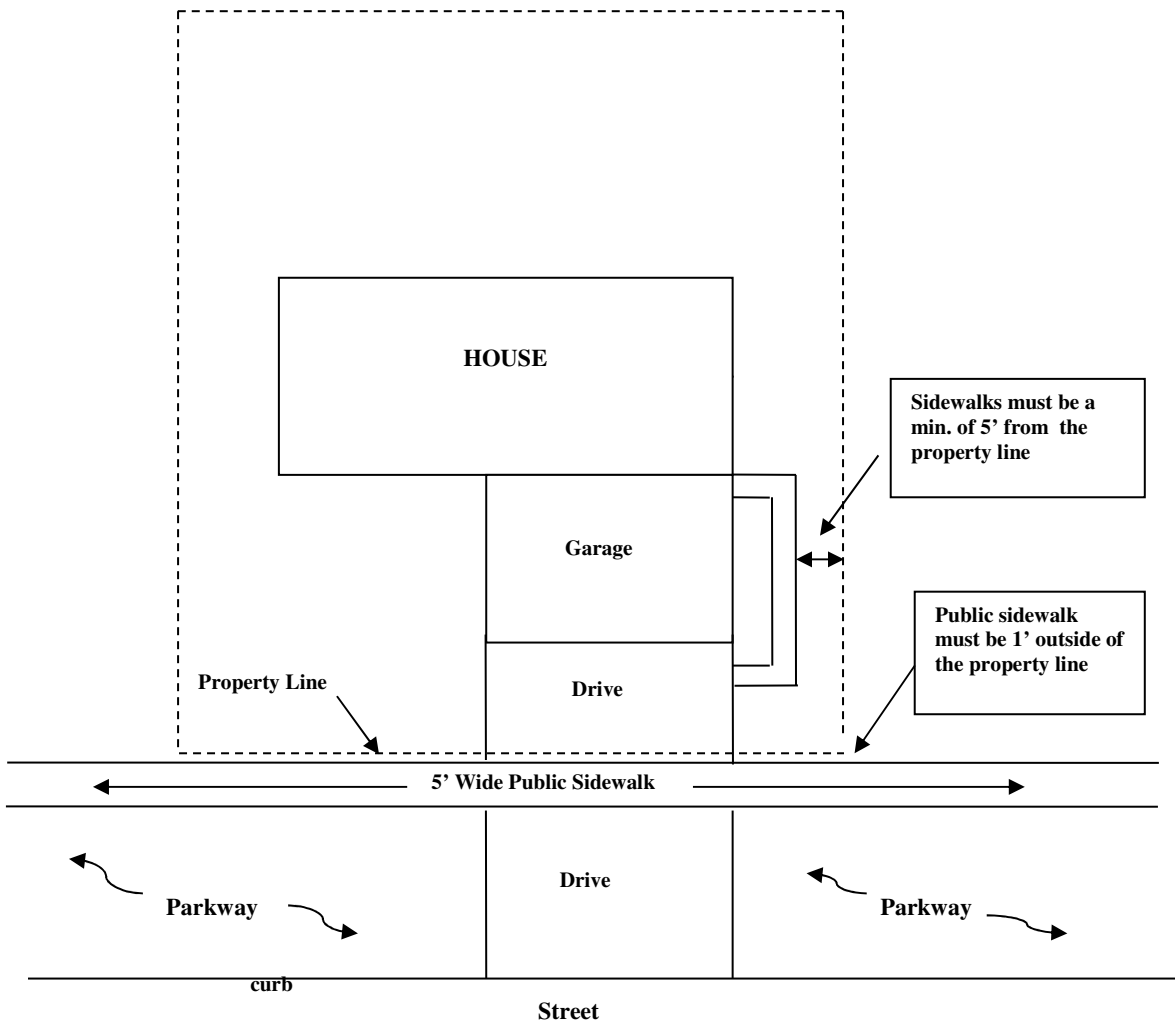 HOUSE
Sidewalks must be a
min. of 5’ from the
property line
Garage
Public sidewalk
must be 1’ outside of
the property line
Property Line
Drive
5’ Wide Public Sidewalk
Drive
Parkway
Parkway
curb
Street